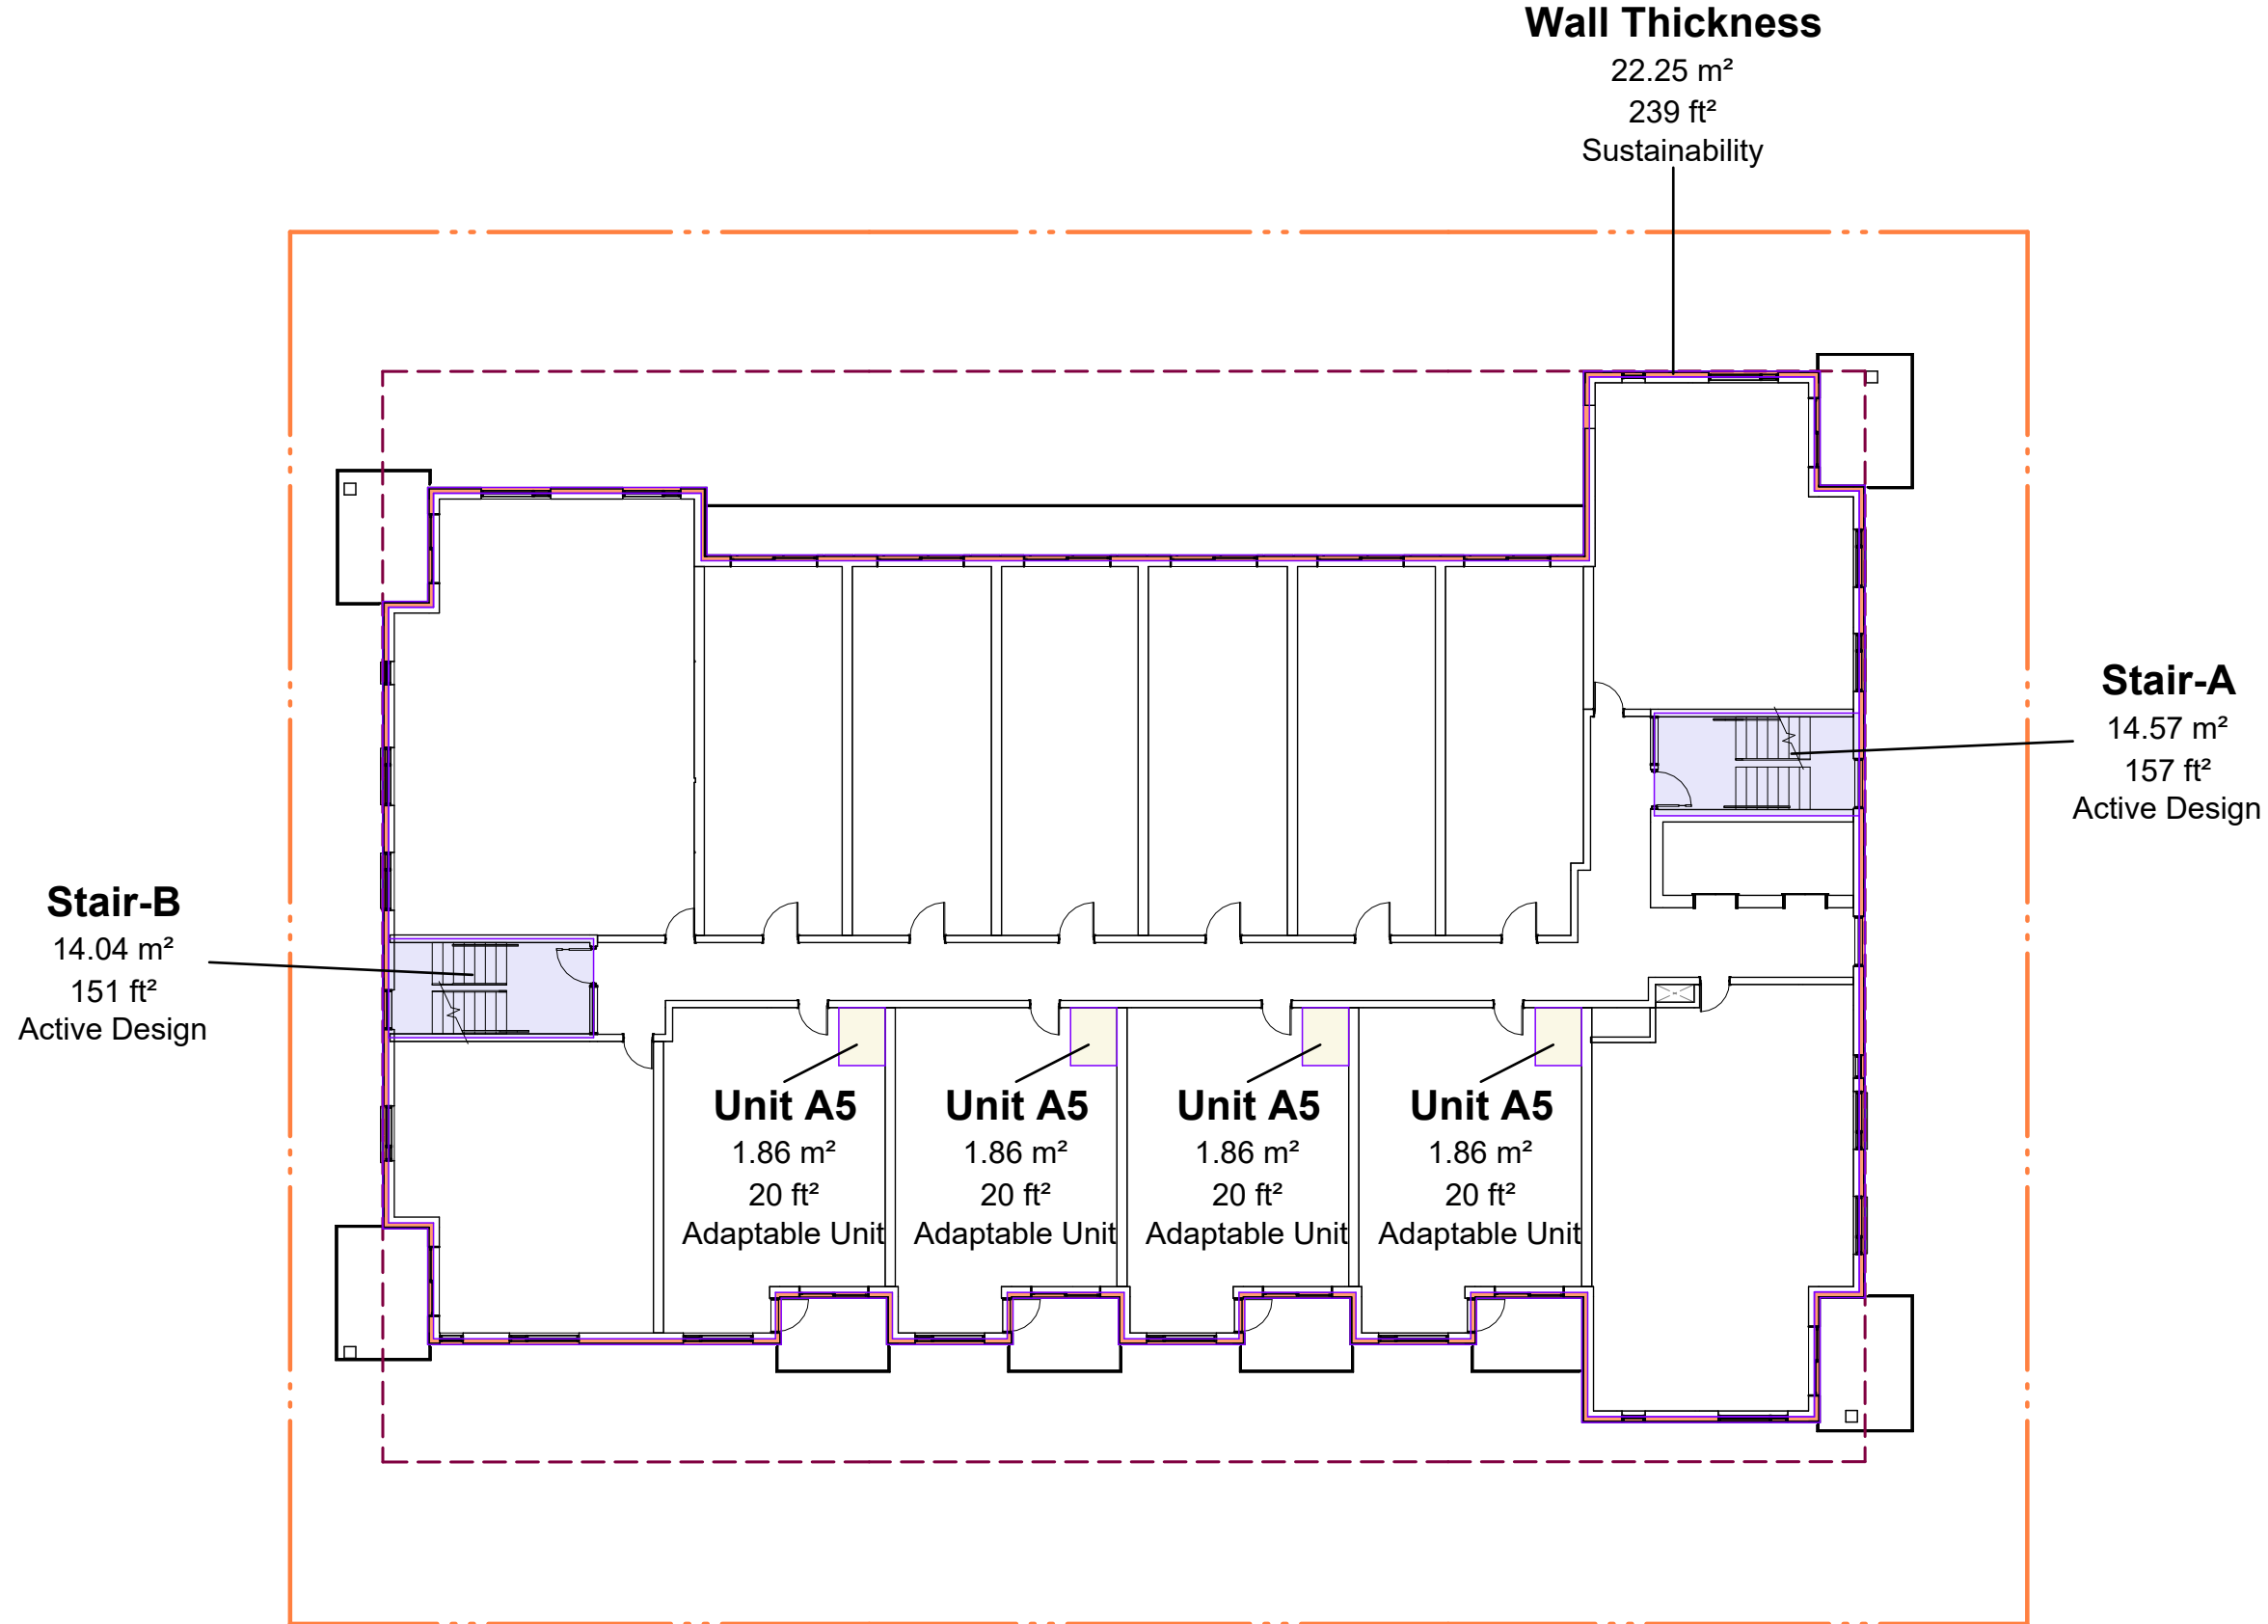 Wall Thickness
22.25 m²
239 ft²
Sustainability
Stair-A
14.57 m²
157 ft²
Active Design
Stair-B
14.04 m²
151 ft²
Active Design
Unit A5
1.86 m²
20 ft²
Adaptable Unit
Unit A5
1.86 m²
20 ft²
Adaptable Unit
Unit A5
1.86 m²
20 ft²
Adaptable Unit
Unit A5
1.86 m²
20 ft²
Adaptable Unit